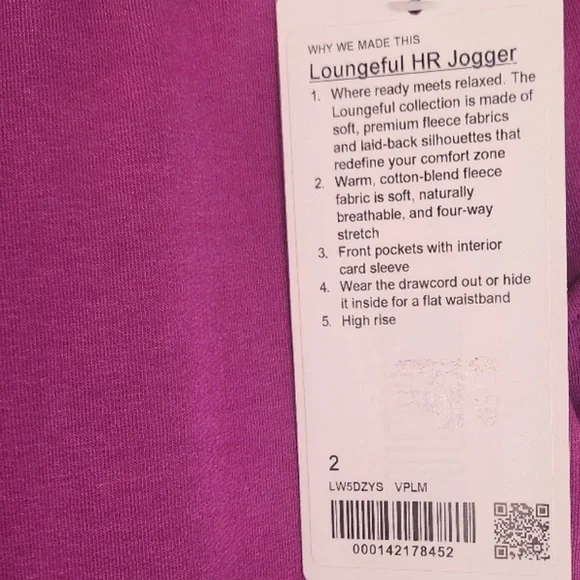 WHY WE MADE THIS
Loungeful HR Jogger
1. Where ready meets relaxed. The
Loungeful collection is made of
soft, premium fleece fabrics
and laid-back silhouettes that
redefine your comfort zone
2. Warm, cotton-blend fleece
fabric is soft, naturally
breathable, and four-way
stretch
3. Front pockets with interior
card sleeve
4. Wear the drawcord out or hide
it inside for a flat waistband
5. High rise
2
LW5DZYS VPLM
000142178452